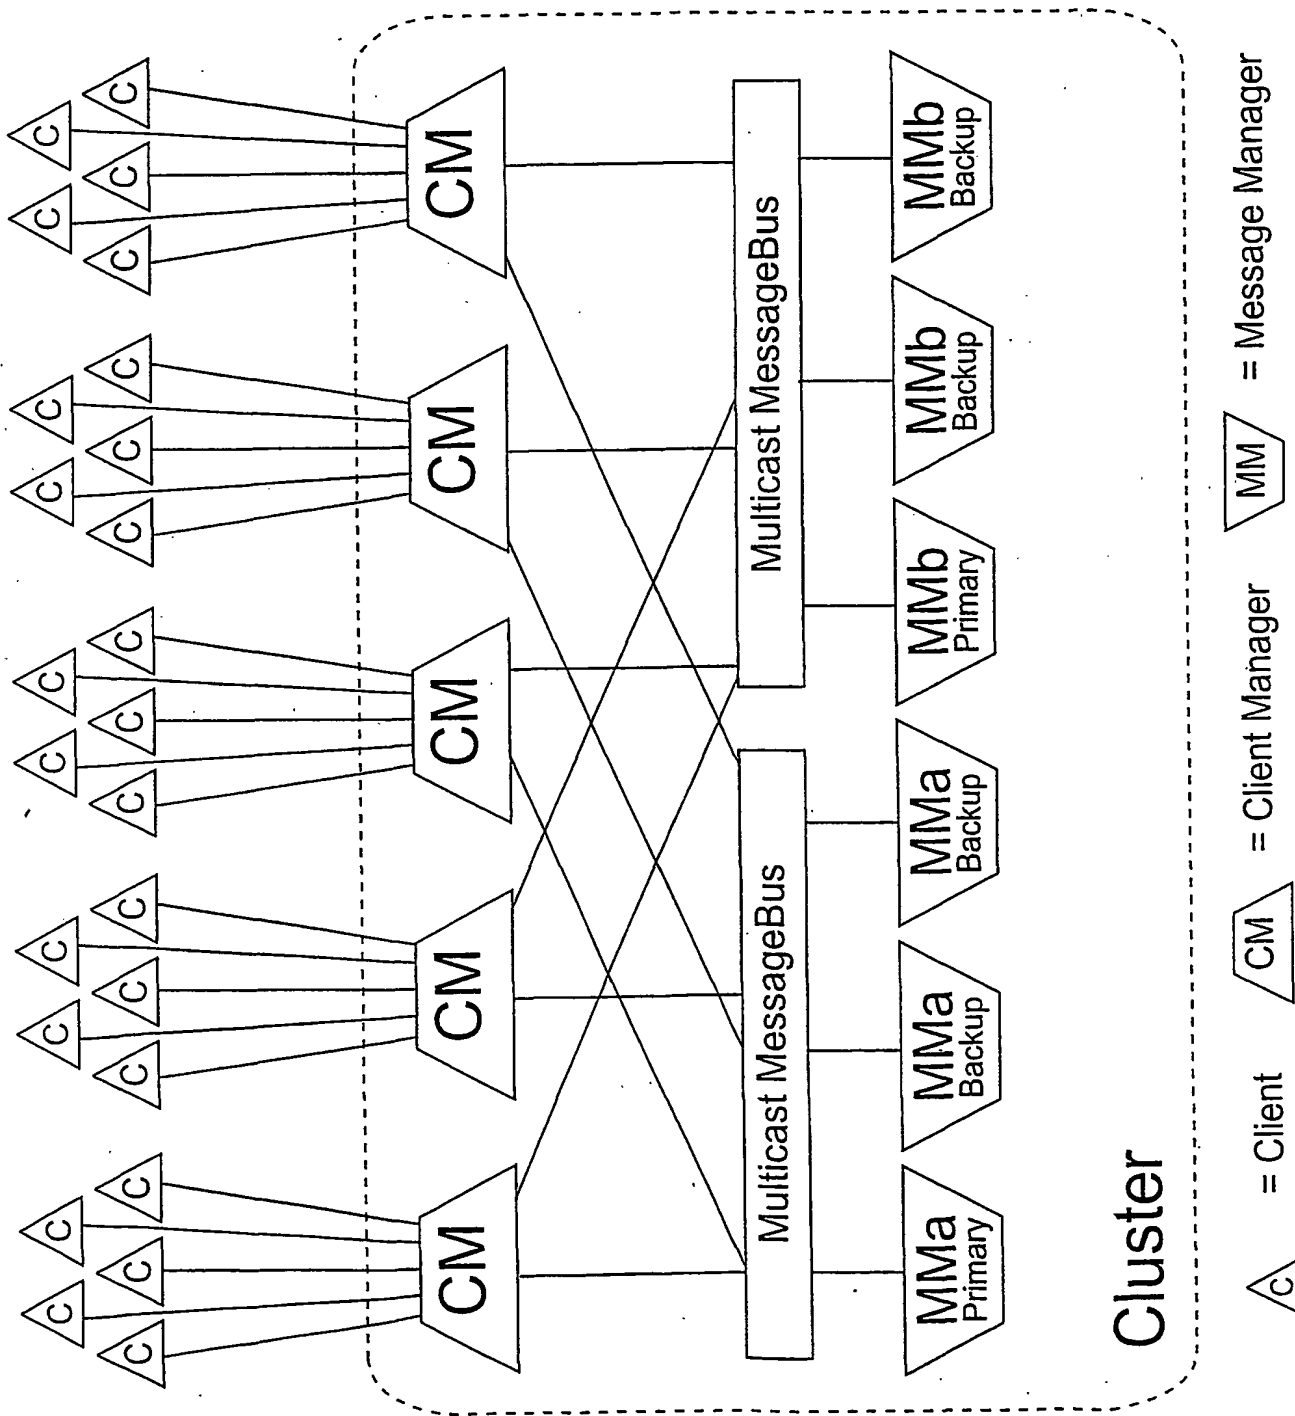 C C C C C C C C C C
C C C C C C C C C C C C C C C
CM CM CM CM CM
Multicast MessageBus Multicast MessageBus
MMa MMa MMa MMb MMb MMb
Primary Backup Backup Primary Backup Backup
Cluster
C = Client CM = Client Manager MM = Message Manager